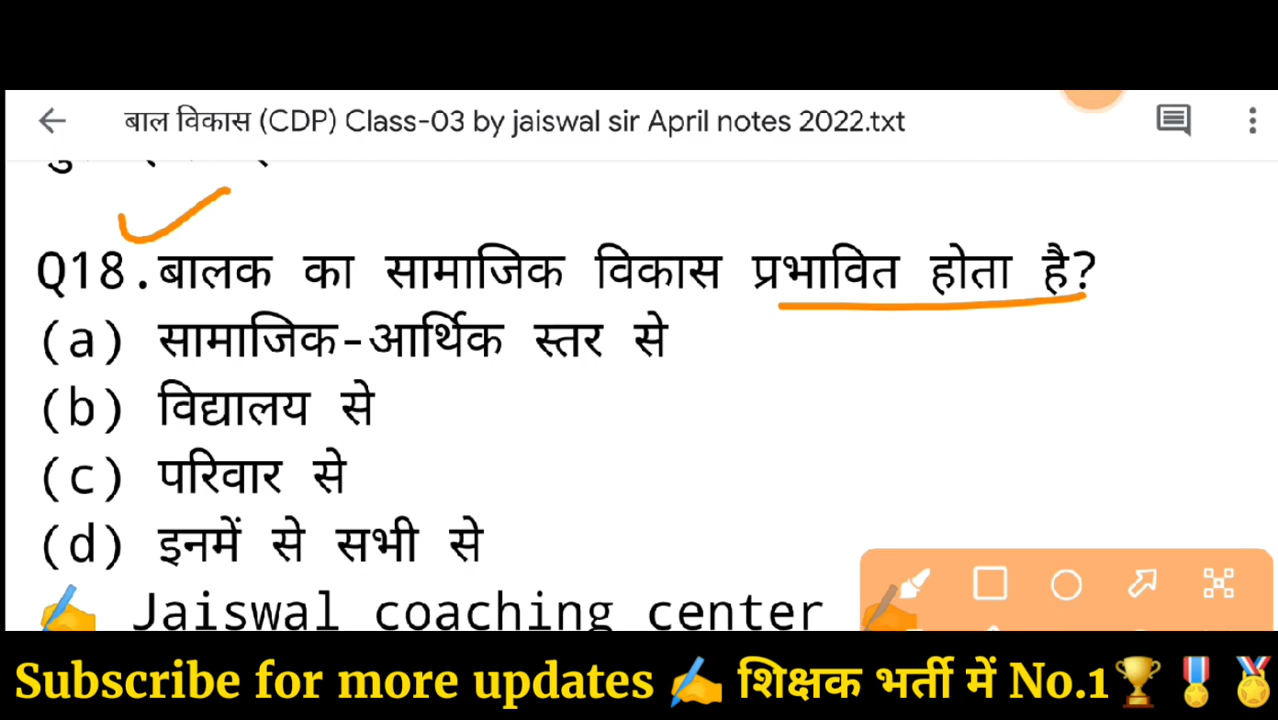 बाल विकास (CDP) Class-03 by jaiswal sir April notes 2022.txt
Q18.बालक का सामाजिक विकास प्रभावित होता है?
(a) सामाजिक-आर्थिक स्तर से
(b) विद्यालय से
(c) परिवार से
(d) इनमें से सभी से
✍️ Jaiswal coaching center ✍️
Subscribe for more updates ✍️ शिक्षक भर्ती में No.1🏆🎖️🏅